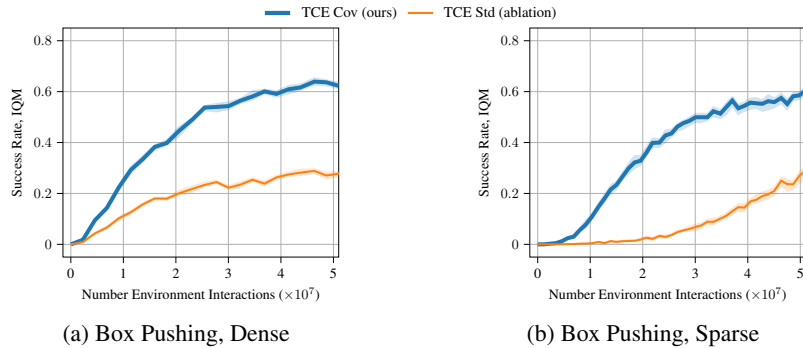 TCE Cov (ours) TCE Std (ablation)
Success Rate, IQM
0.8
0.6
0.4
0.2
0
0 1 2 3 4 5
Number Environment Interactions (×10⁷)
(a) Box Pushing, Dense
Success Rate, IQM
0.8
0.6
0.4
0.2
0
0 1 2 3 4 5
Number Environment Interactions (×10⁷)
(b) Box Pushing, Sparse